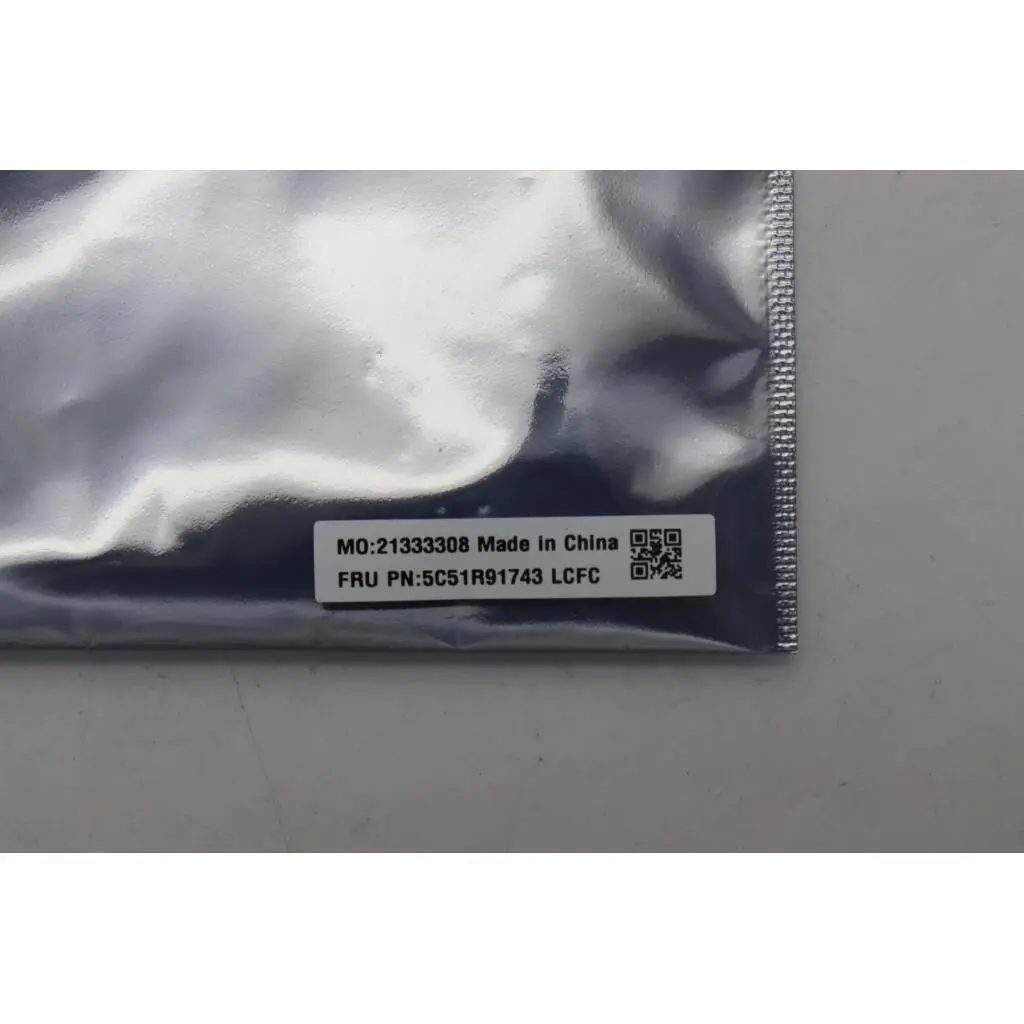 MO:21333308 Made in China
FRU PN:5C51R91743 LCFC